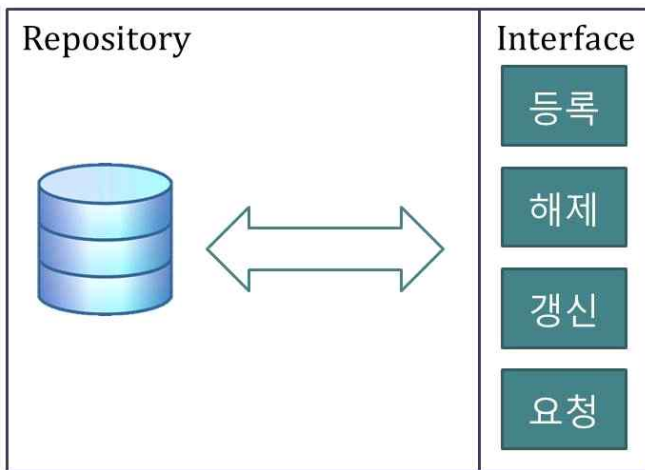 Repository
Interface
등록
해제
갱신
요청